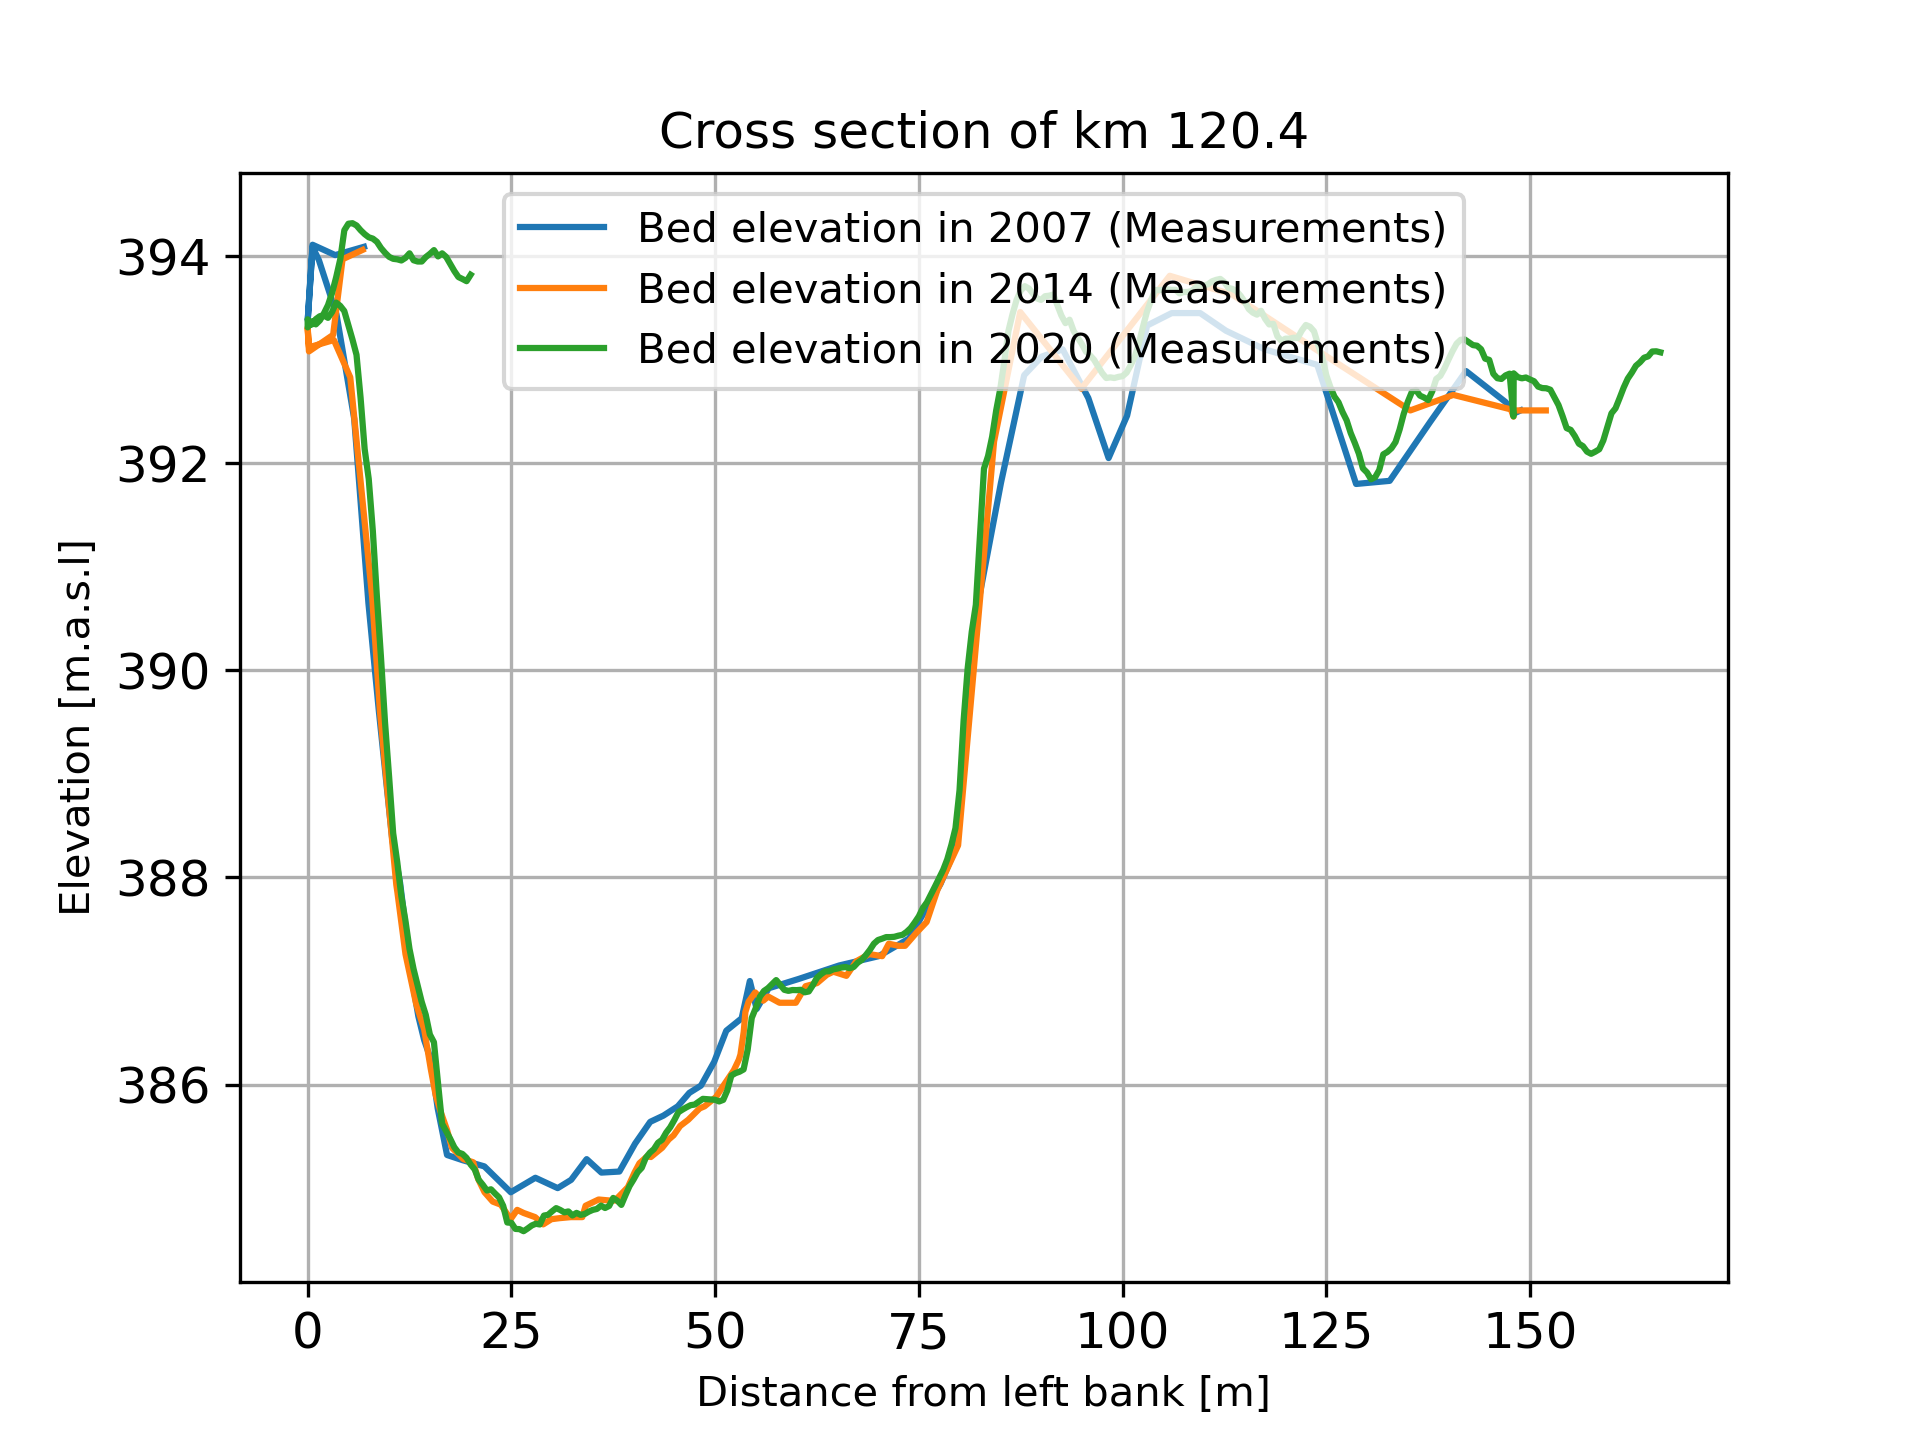 Cross section of km 120.4
Bed elevation in 2007 (Measurements)
Bed elevation in 2014 (Measurements)
Bed elevation in 2020 (Measurements)
394
392
390
388
386
Elevation [m.a.s.l]
0 25 50 75 100 125 150
Distance from left bank [m]